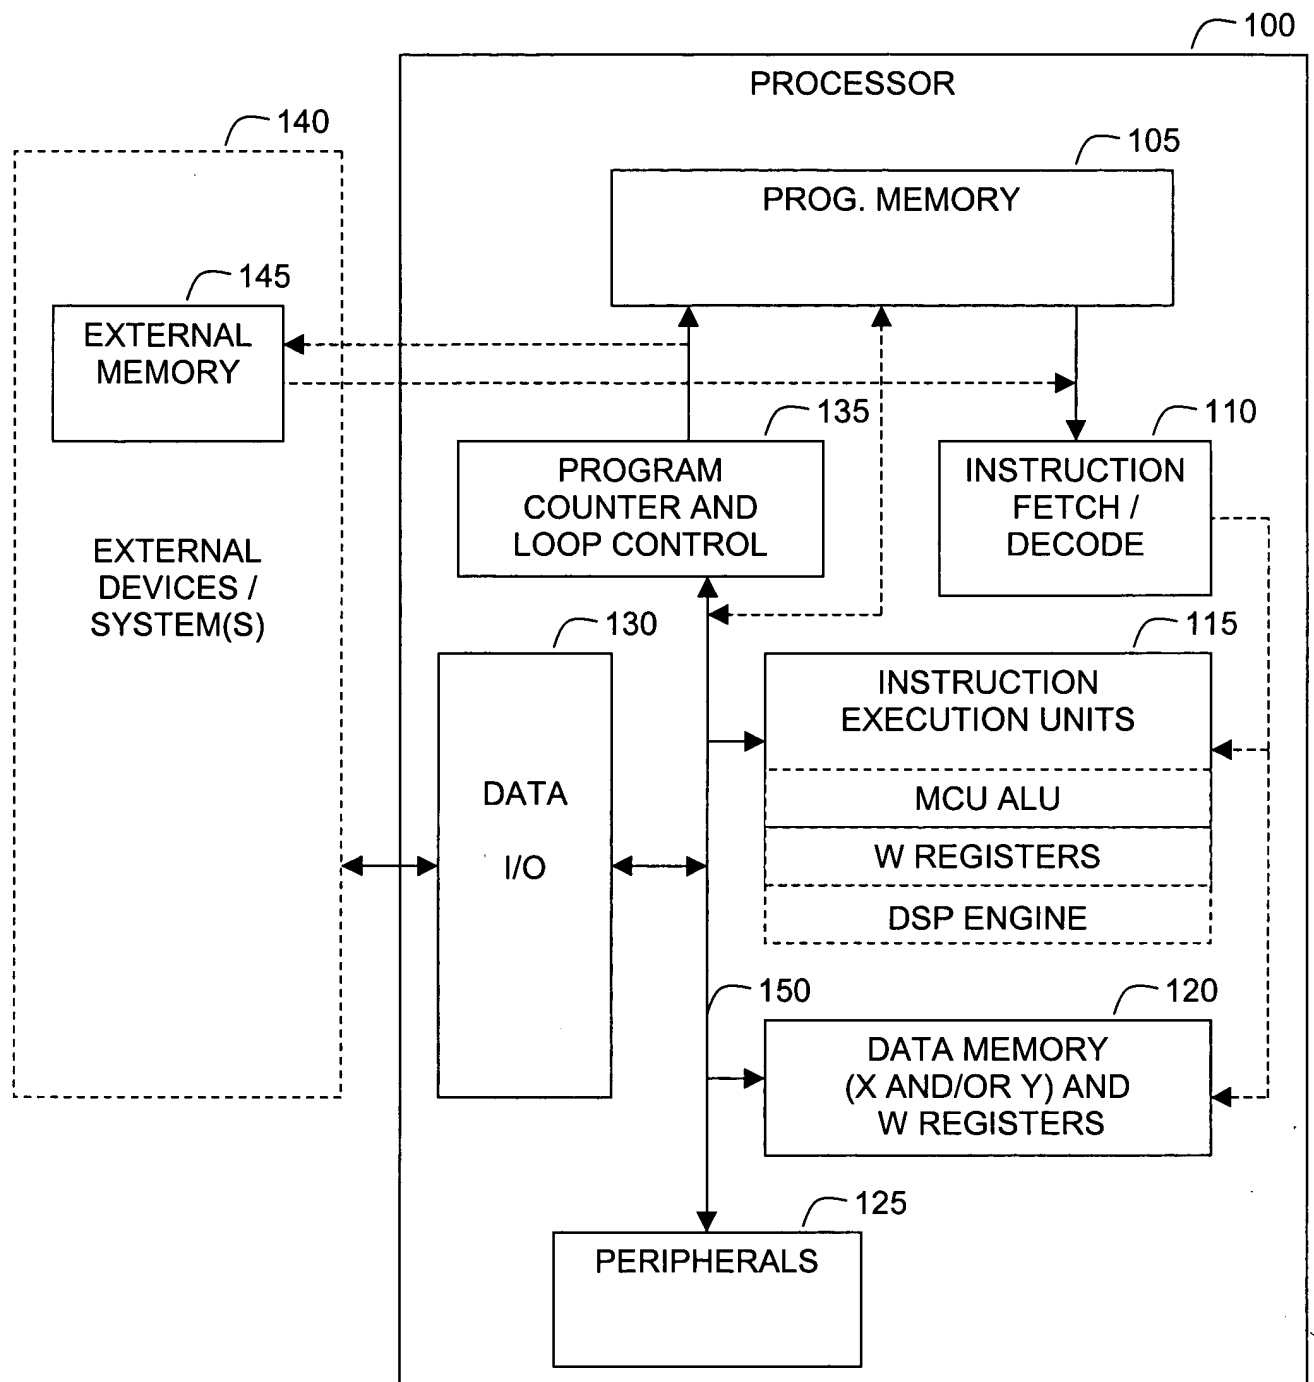 100
PROCESSOR
140
105
PROG. MEMORY
145
EXTERNAL
MEMORY
135
110
PROGRAM
COUNTER AND
LOOP CONTROL
INSTRUCTION
FETCH /
DECODE
EXTERNAL
DEVICES /
SYSTEM(S)
130
115
INSTRUCTION
EXECUTION UNITS
DATA
I/O
MCU ALU
W REGISTERS
DSP ENGINE
150
120
DATA MEMORY
(X AND/OR Y) AND
W REGISTERS
125
PERIPHERALS